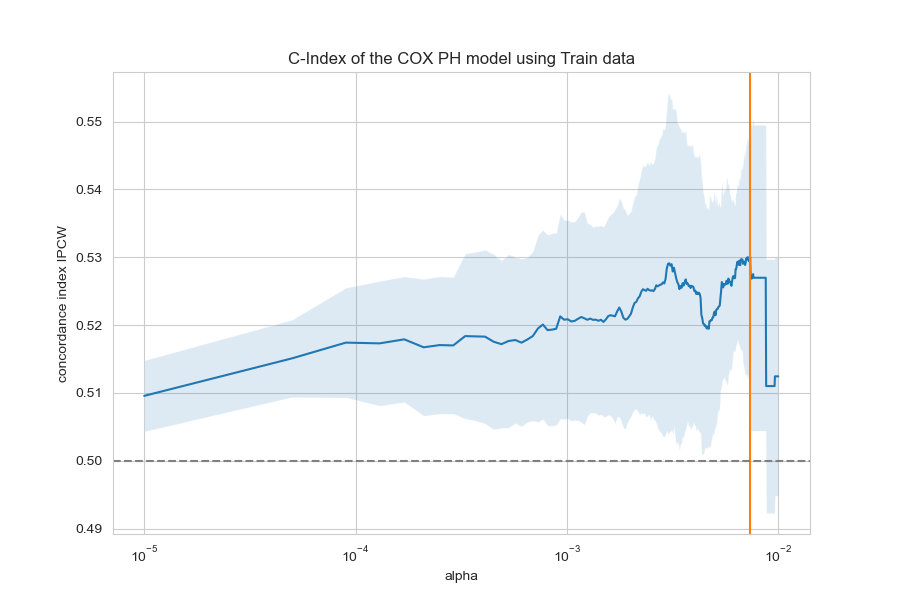 C-Index of the COX PH model using Train data
concordance index IPCW
0.55
0.54
0.53
0.52
0.51
0.50
0.49
10⁻⁵ 10⁻⁴ 10⁻³ 10⁻²
alpha